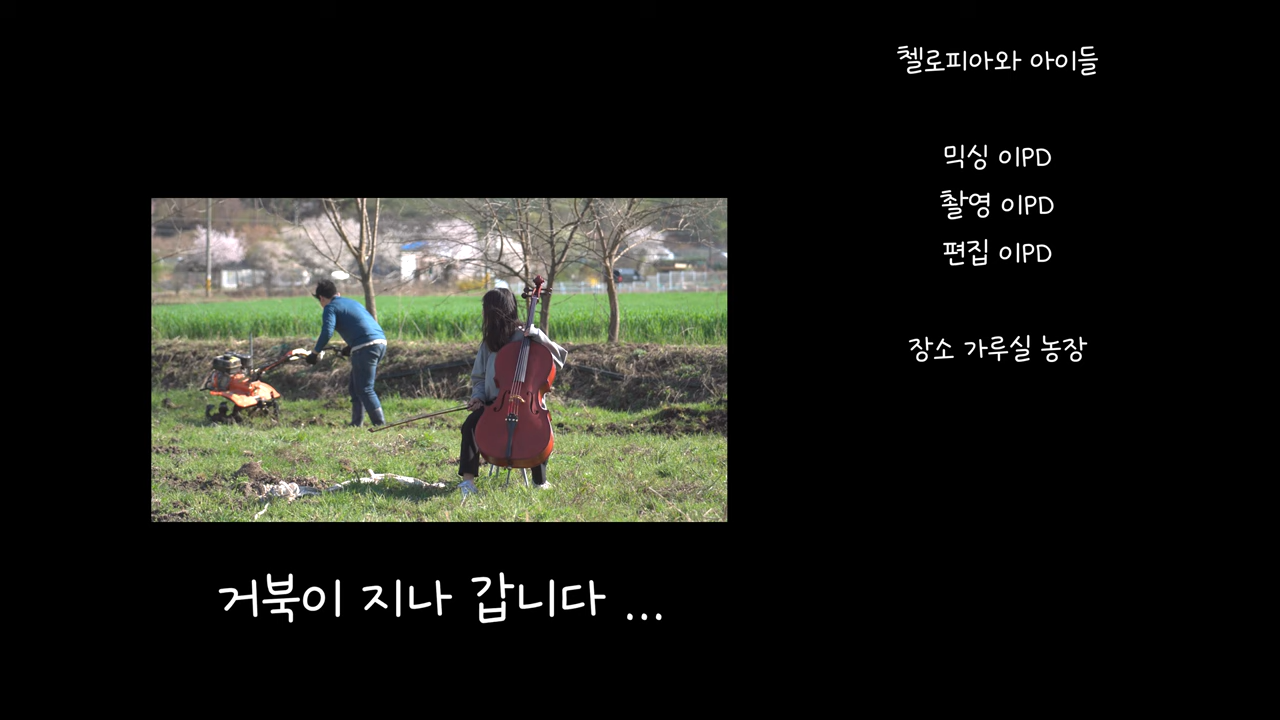 첼로피아와 아이들
믹싱 이PD
촬영 이PD
편집 이PD
장소 가루실 농장
거북이 지나 갑니다 ...